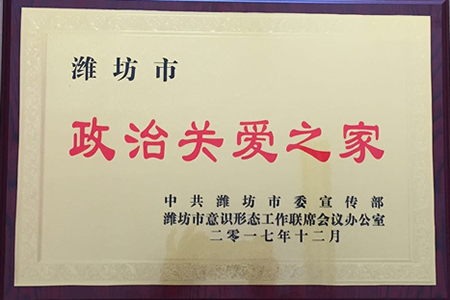 潍坊市
政治关爱之家
中共潍坊市委宣传部
潍坊市意识形态工作联席会议办公室
二零一七年十二月